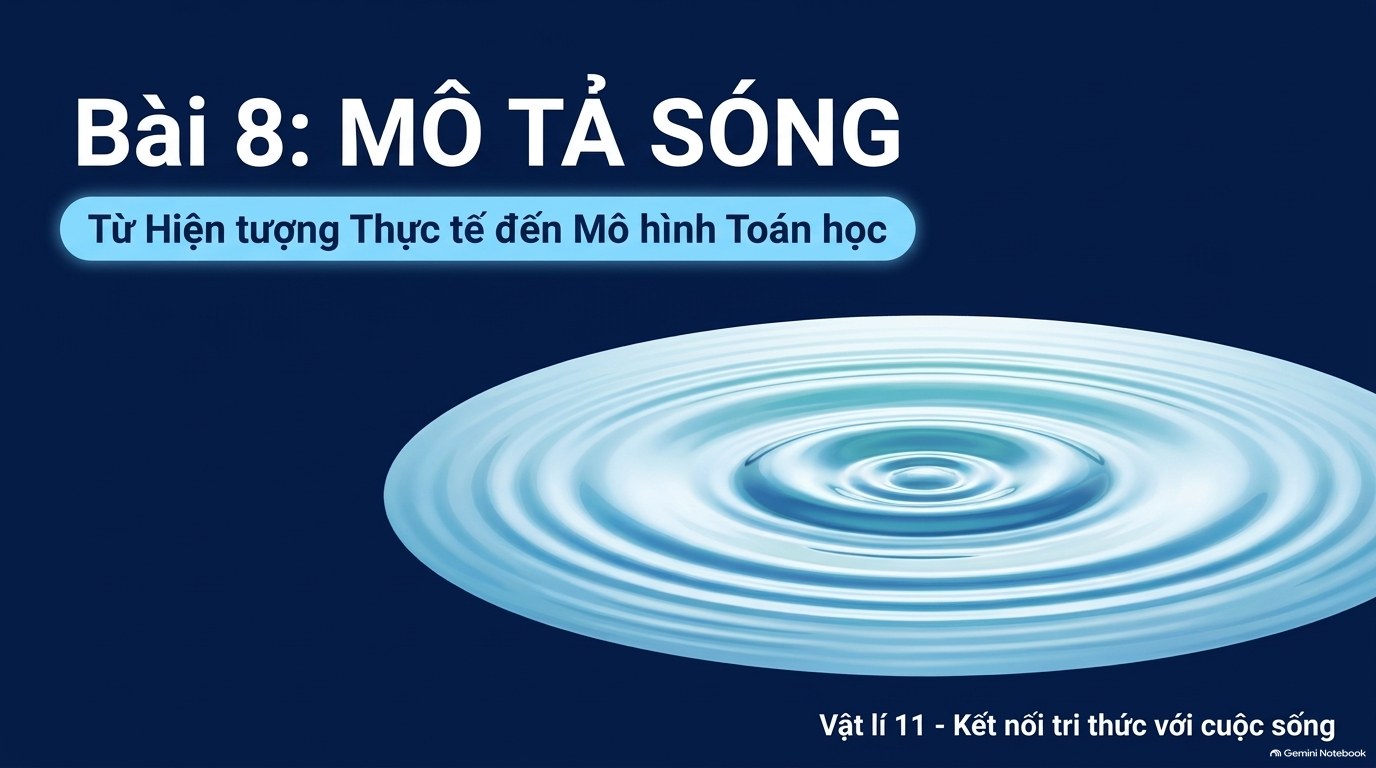 Bài 8: MÔ TẢ SÓNG
Từ Hiện tượng Thực tế đến Mô hình Toán học
Vật lí 11 - Kết nối tri thức với cuộc sống
Gemini Notebook